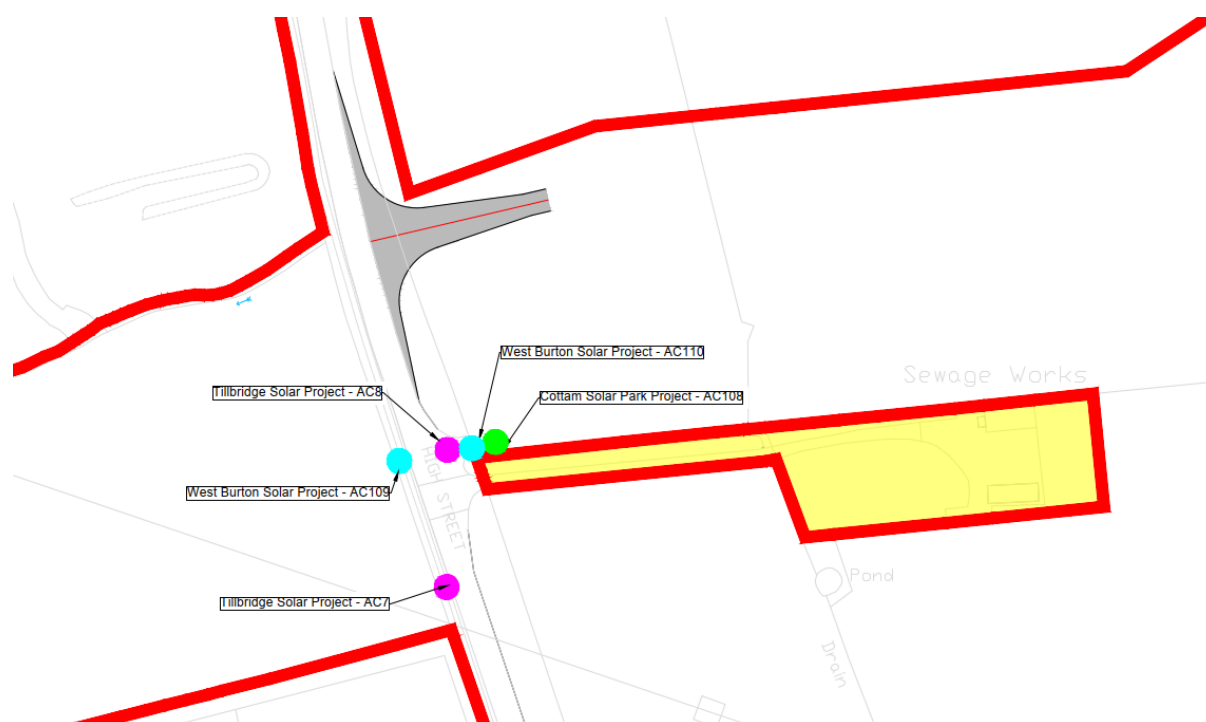 West Burton Solar Project - AC110
Sewage Works
Tillbridge Solar Project - AC8
Cottam Solar Park Project - AC108
HIGH STREET
West Burton Solar Project - AC109
Pond
Tillbridge Solar Project - AC7
Drain